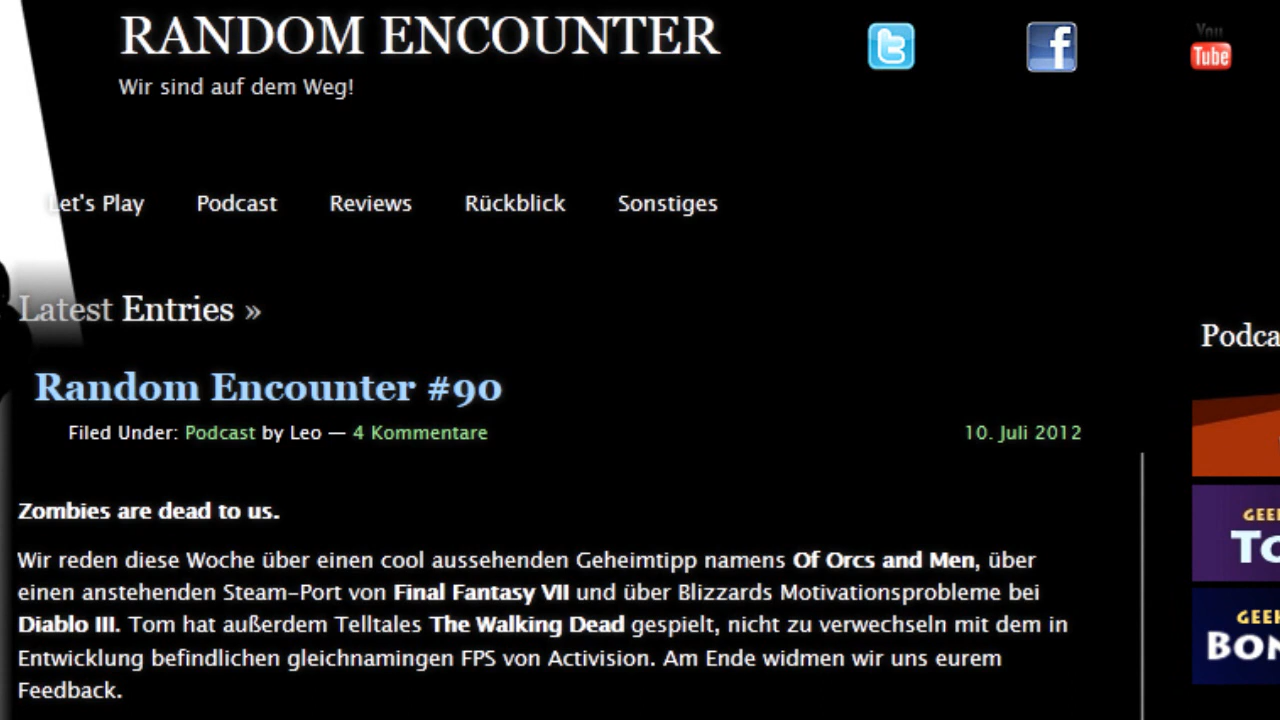 RANDOM ENCOUNTER
Wir sind auf dem Weg!
You
Tube
Let's Play Podcast Reviews Rückblick Sonstiges
Latest Entries »
Random Encounter #90
Filed Under: Podcast by Leo — 4 Kommentare
10. Juli 2012
Zombies are dead to us.
Wir reden diese Woche über einen cool aussehenden Geheimtipp namens Of Orcs and Men, über
einen anstehenden Steam-Port von Final Fantasy VII und über Blizzards Motivationsprobleme bei
Diablo III. Tom hat außerdem Telltales The Walking Dead gespielt, nicht zu verwechseln mit dem in
Entwicklung befindlichen gleichnamingen FPS von Activision. Am Ende widmen wir uns eurem
Feedback.